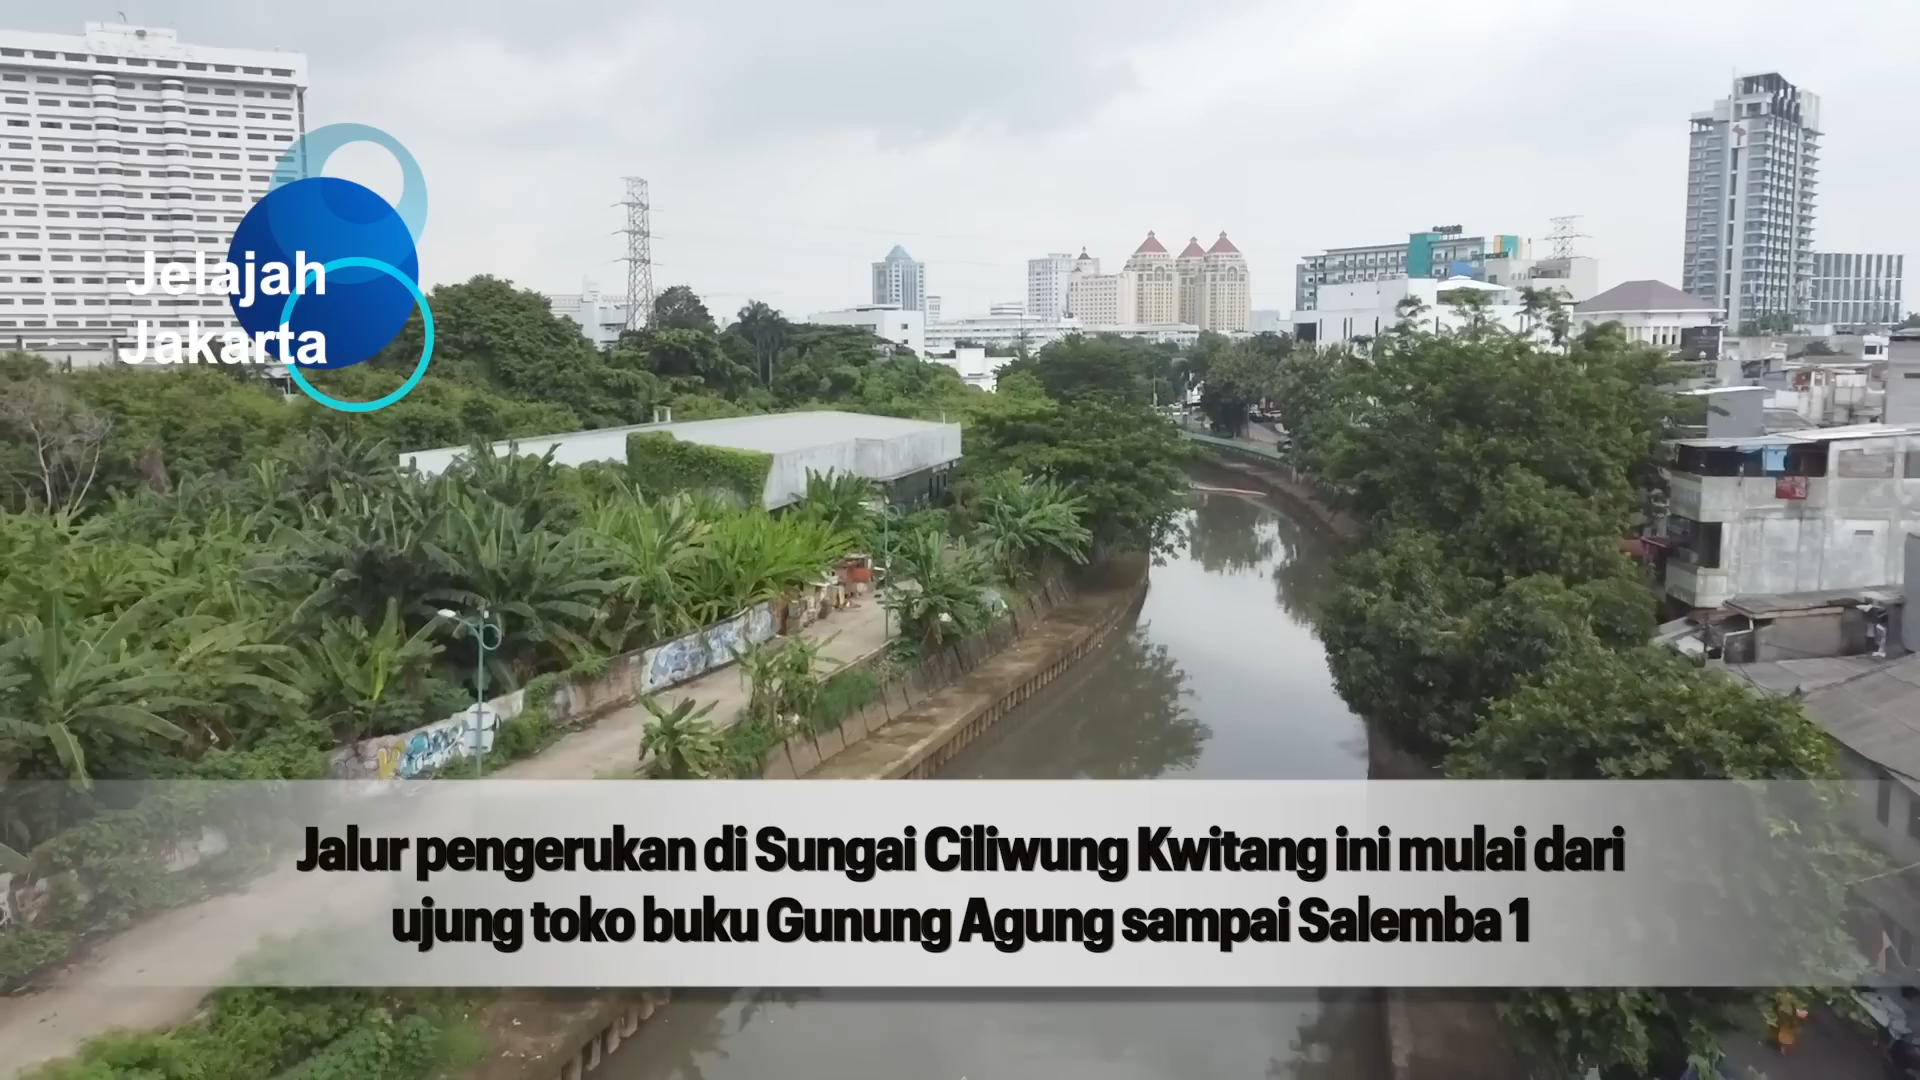 Jelajah
Jakarta
Jalur pengerukan di Sungai Ciliwung Kwitang ini mulai dari
ujung toko buku Gunung Agung sampai Salemba 1